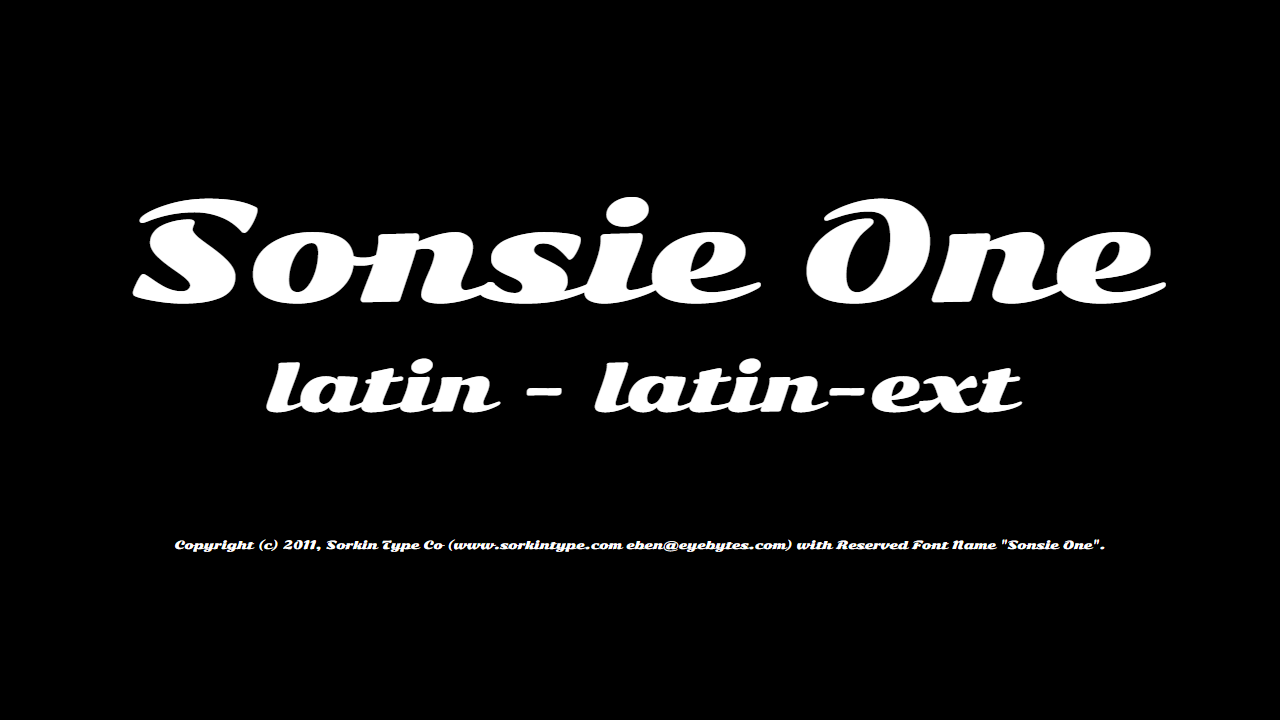 Sonsie One
latin - latin-ext
Copyright (c) 2011, Sorkin Type Co (www.sorkintype.com eben@eyebytes.com) with Reserved Font Name "Sonsie One".